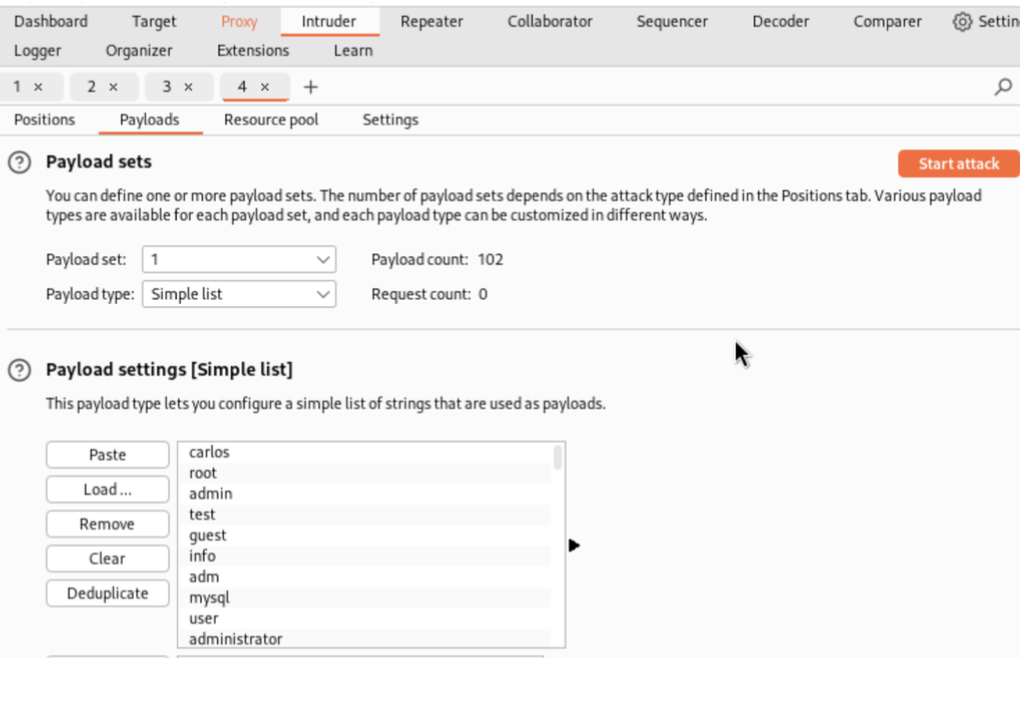 Dashboard Target Proxy Intruder Repeater Collaborator Sequencer Decoder Comparer Settin
Logger Organizer Extensions Learn
1 × 2 × 3 × 4 × +
Positions Payloads Resource pool Settings
? Payload sets Start attack
You can define one or more payload sets. The number of payload sets depends on the attack type defined in the Positions tab. Various payload
types are available for each payload set, and each payload type can be customized in different ways.
Payload set: 1 Payload count: 102
Payload type: Simple list Request count: 0
? Payload settings [Simple list]
This payload type lets you configure a simple list of strings that are used as payloads.
Paste
Load ...
Remove
Clear
Deduplicate
carlos
root
admin
test
guest
info
adm
mysql
user
administrator